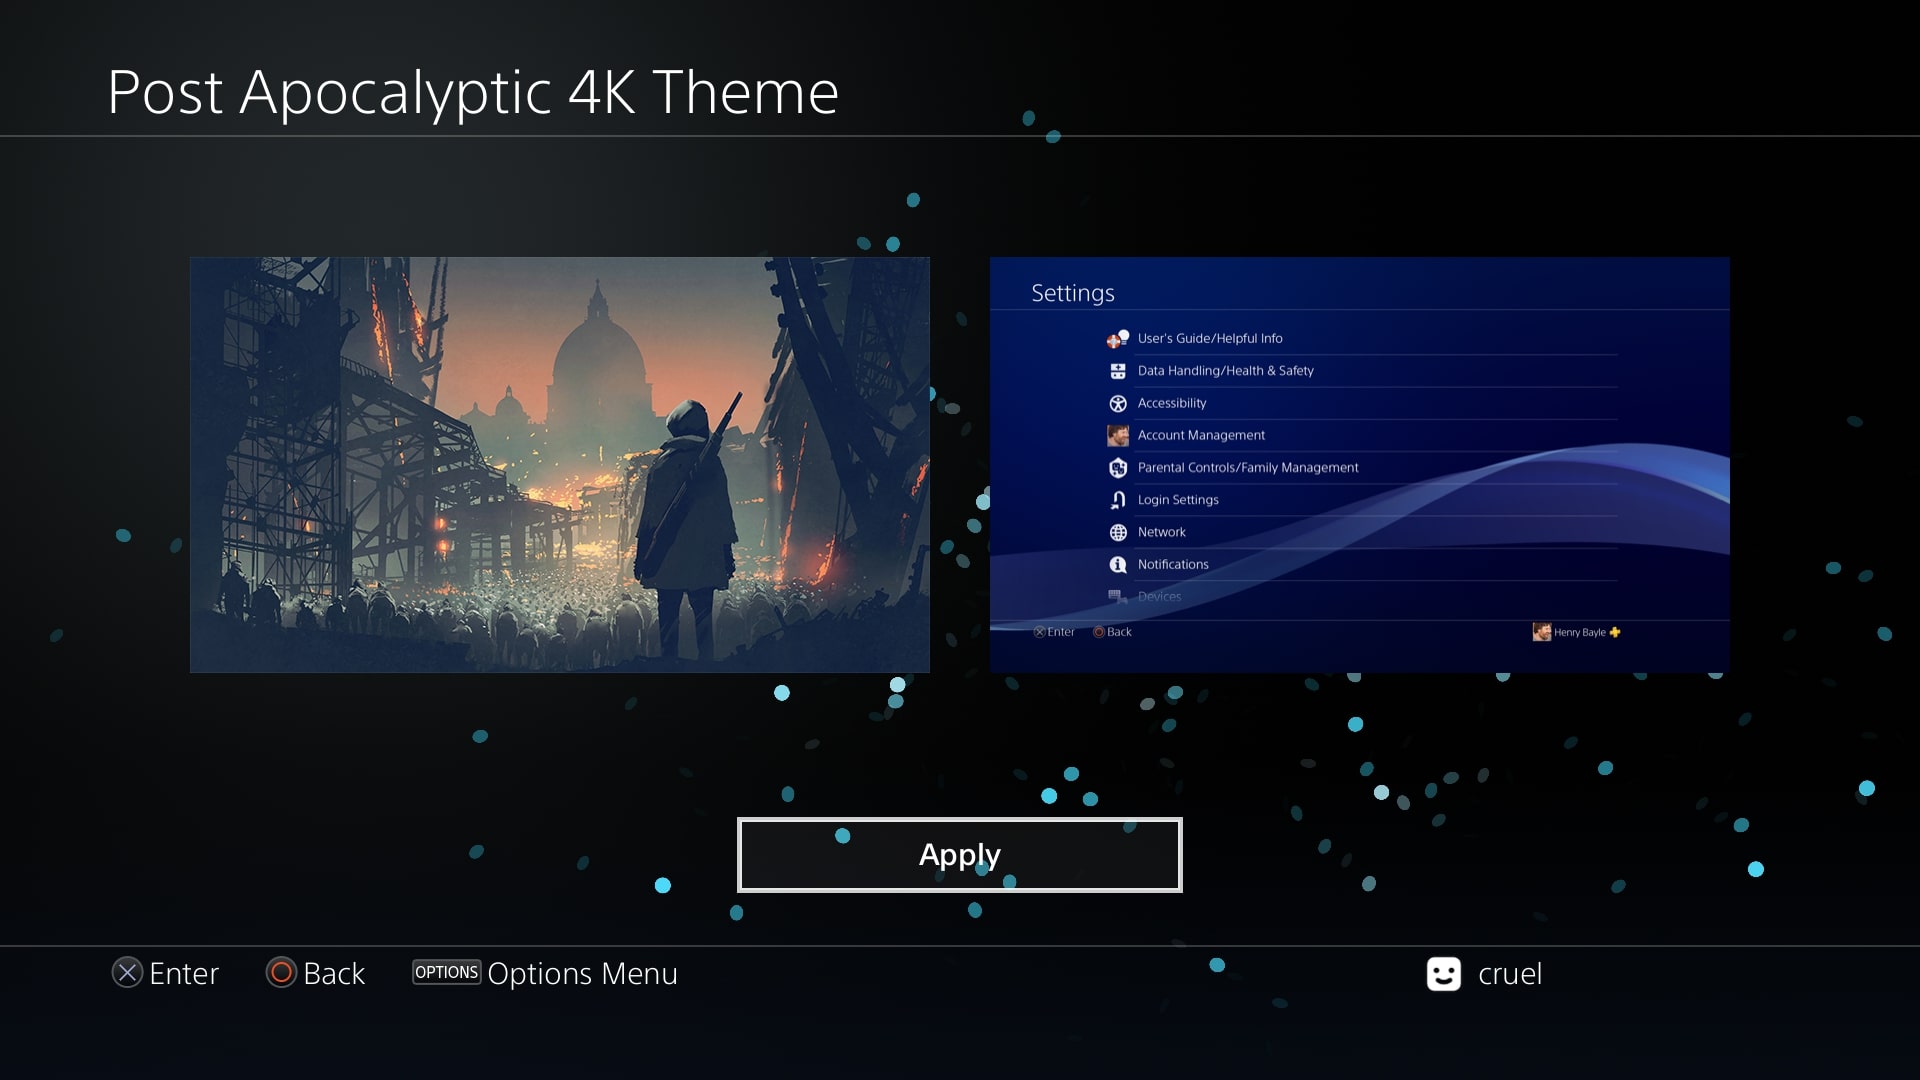 Post Apocalyptic 4K Theme
Settings
User's Guide/Helpful Info
Data Handling/Health & Safety
Accessibility
Account Management
Parental Controls/Family Management
Login Settings
Network
Notifications
Devices
Enter Back Henry Bayle
Apply
Enter Back OPTIONS Options Menu cruel